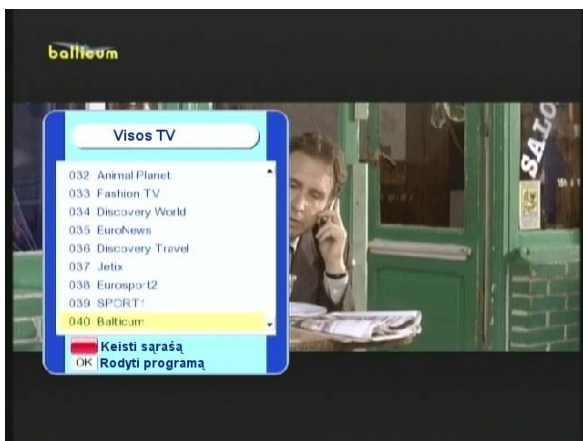 balticum
Visos TV
032 Animal Planet
033 Fashion TV
034 Discovery World
035 EuroNews
036 Discovery Travel
037 Jetix
038 Eurosport2
039 SPORT1
040 Balticum
Keisti sąrašą
OK Rodyti programą
SALO